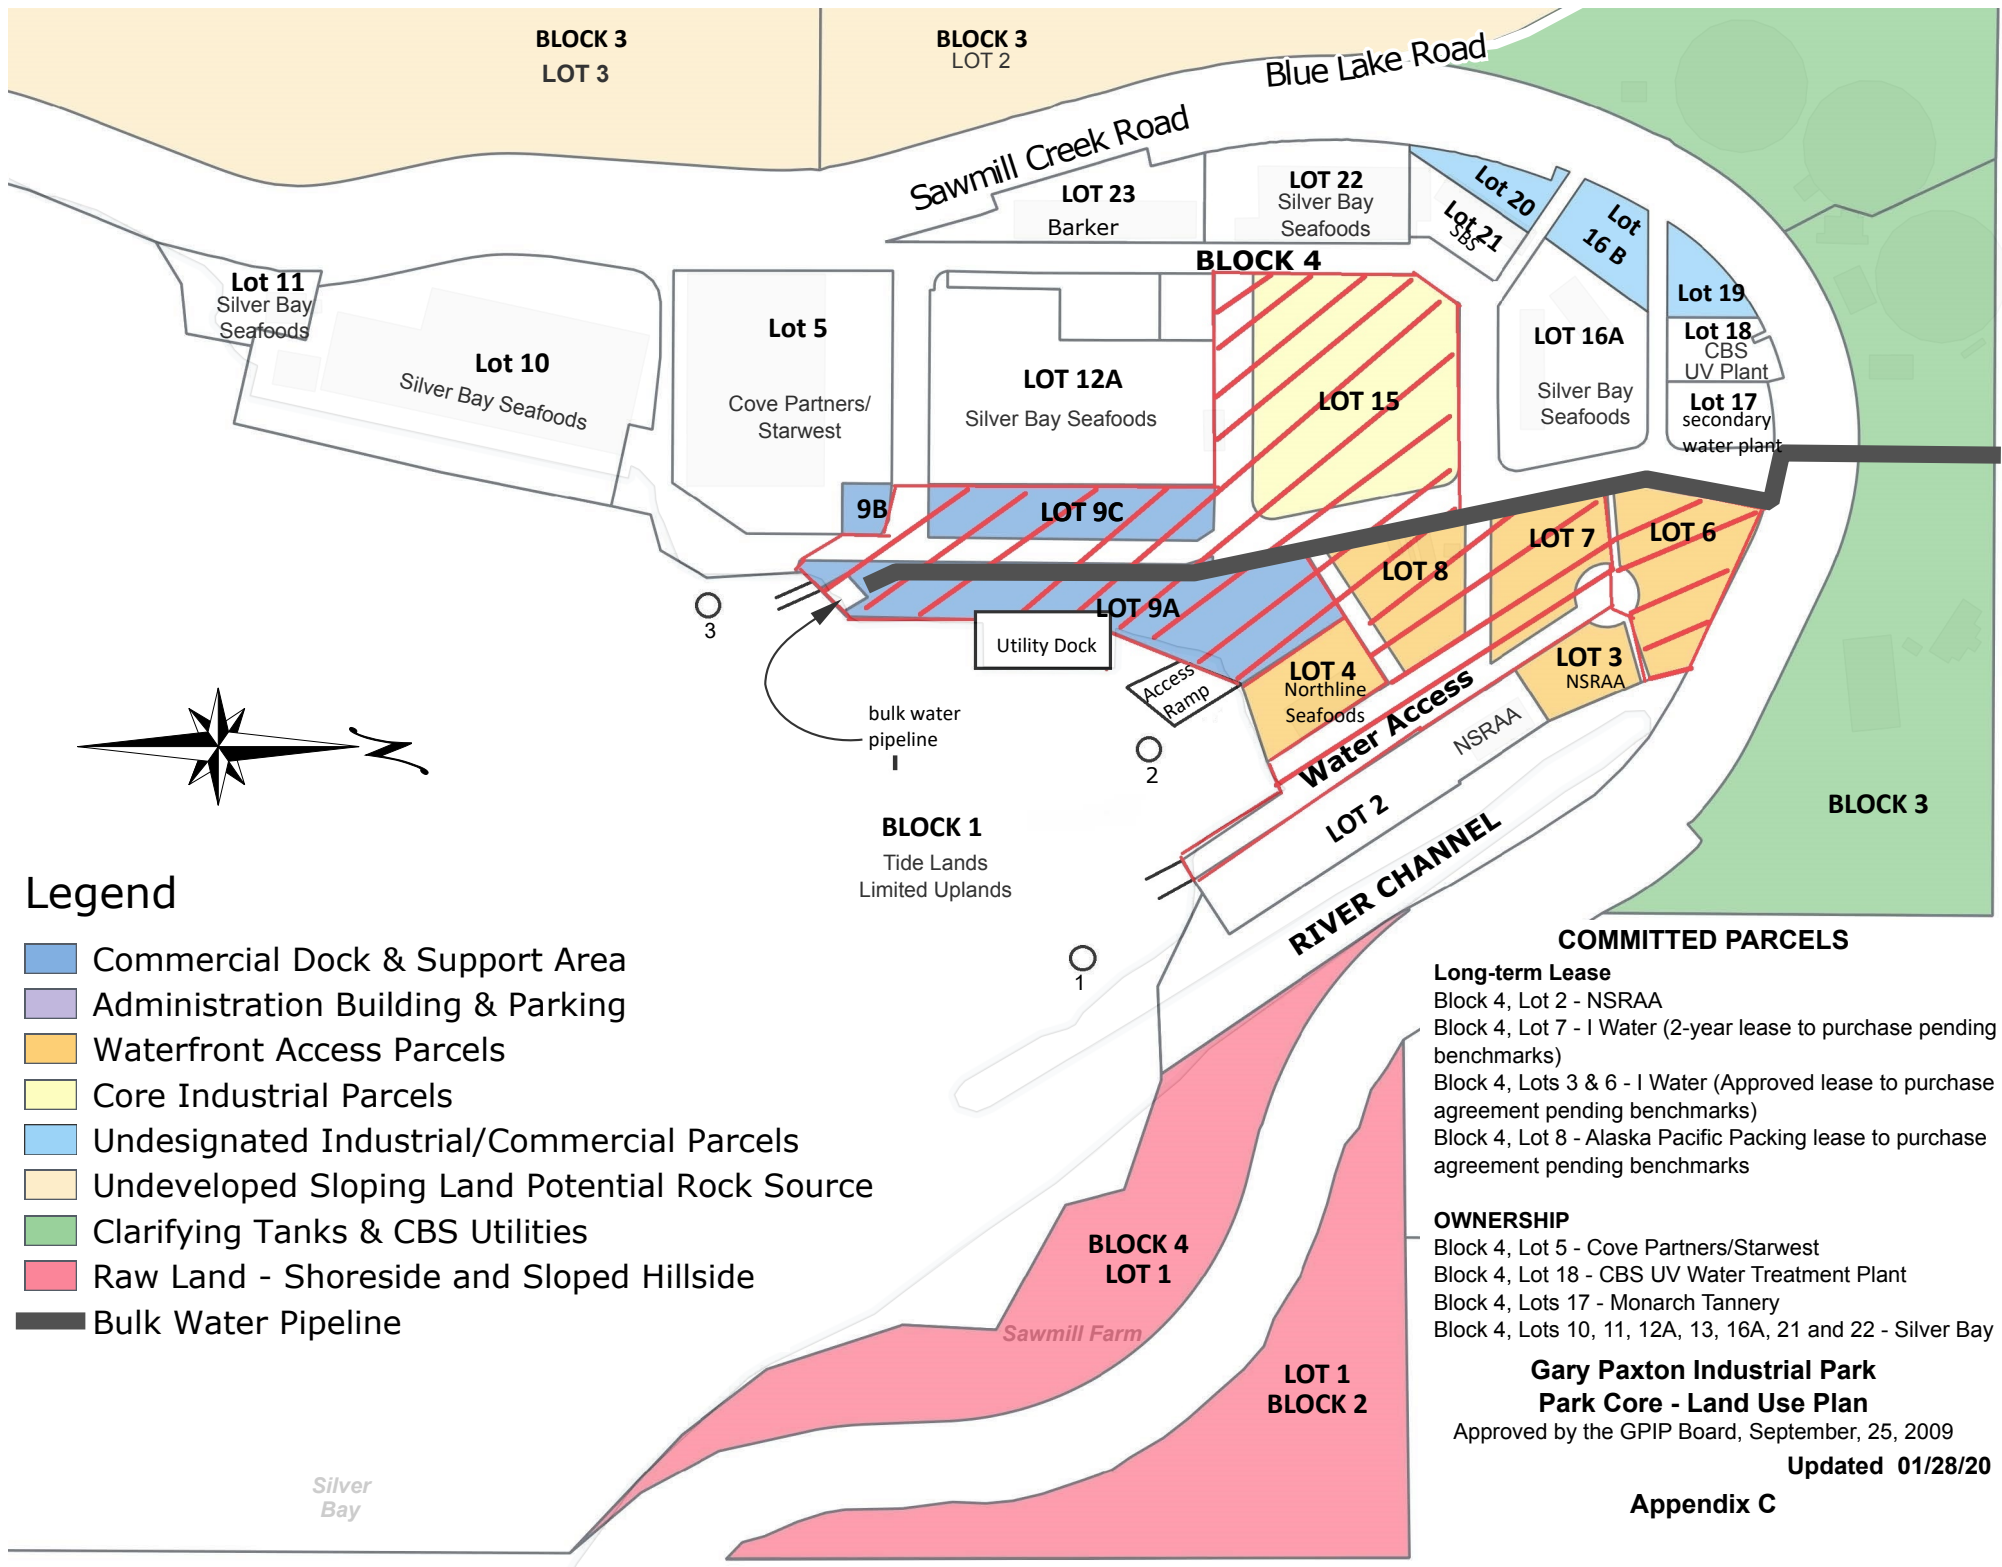 BLOCK 3
LOT 3
BLOCK 3
LOT 2
Blue Lake Road
Sawmill Creek Road
LOT 23
Barker
LOT 22
Silver Bay
Seafoods
Lot 20
Lot 21
SBS
Lot
16 B
BLOCK 4
Lot 11
Silver Bay
Seafoods
Lot 10
Silver Bay Seafoods
Lot 5
Cove Partners/
Starwest
LOT 12A
Silver Bay Seafoods
LOT 15
LOT 16A
Silver Bay
Seafoods
Lot 19
Lot 18
CBS
UV Plant
Lot 17
secondary
water plant
9B
LOT 9C
LOT 9A
LOT 8
LOT 7
LOT 6
3
Utility Dock
Access
Ramp
LOT 4
Northline
Seafoods
LOT 3
NSRAA
Water Access
NSRAA
LOT 2
RIVER CHANNEL
bulk water
pipeline
2
N
BLOCK 1
Tide Lands
Limited Uplands
1
BLOCK 3
Legend
Commercial Dock & Support Area
Administration Building & Parking
Waterfront Access Parcels
Core Industrial Parcels
Undesignated Industrial/Commercial Parcels
Undeveloped Sloping Land Potential Rock Source
Clarifying Tanks & CBS Utilities
Raw Land - Shoreside and Sloped Hillside
Bulk Water Pipeline
BLOCK 4
LOT 1
Sawmill Farm
LOT 1
BLOCK 2
Silver
Bay
COMMITTED PARCELS
Long-term Lease
Block 4, Lot 2 - NSRAA
Block 4, Lot 7 - I Water (2-year lease to purchase pending
benchmarks)
Block 4, Lots 3 & 6 - I Water (Approved lease to purchase
agreement pending benchmarks)
Block 4, Lot 8 - Alaska Pacific Packing lease to purchase
agreement pending benchmarks
OWNERSHIP
Block 4, Lot 5 - Cove Partners/Starwest
Block 4, Lot 18 - CBS UV Water Treatment Plant
Block 4, Lots 17 - Monarch Tannery
Block 4, Lots 10, 11, 12A, 13, 16A, 21 and 22 - Silver Bay
Gary Paxton Industrial Park
Park Core - Land Use Plan
Approved by the GPIP Board, September, 25, 2009
Updated 01/28/20
Appendix C